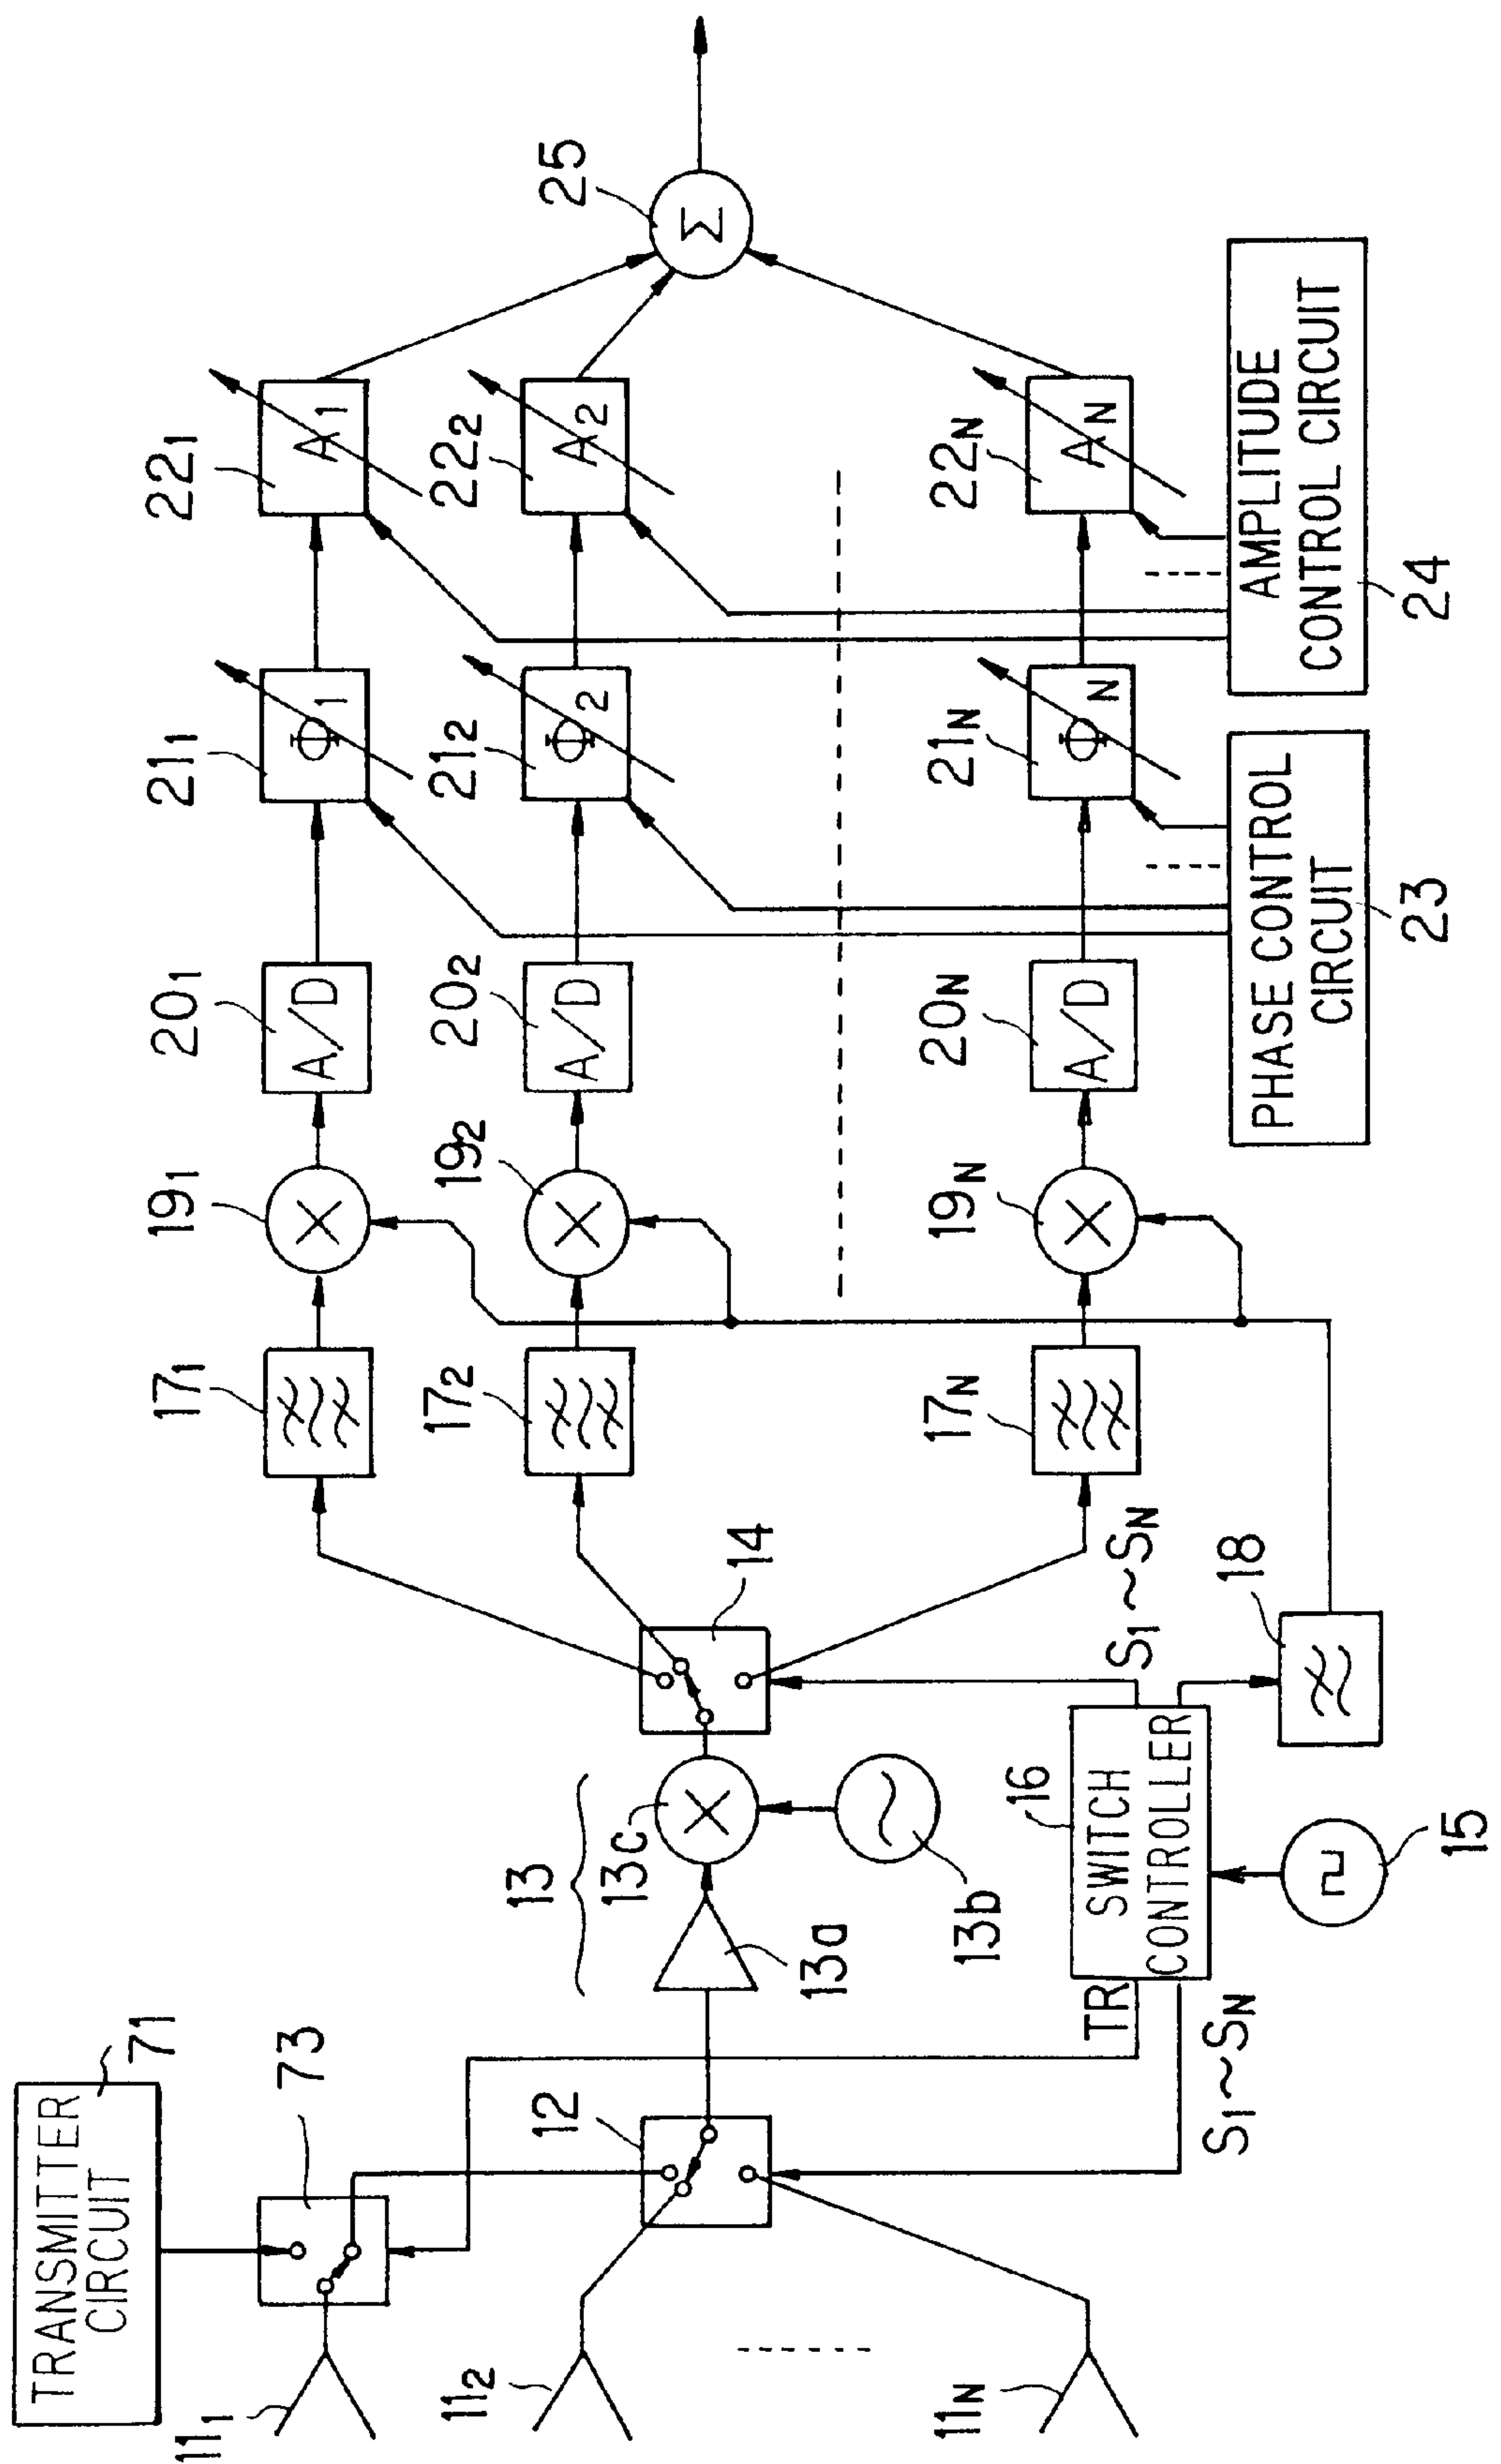 TRANSMITTER
CIRCUIT
71
73
11₁
11₂
11N
12
13
13a
13b
13c
14
TR
S₁~SN
S₁~SN
16
SWITCH
CONTROLLER
15
18
17₁
17₂
17N
19₁
19₂
19N
20₁
A/D
20₂
A/D
20N
A/D
21₁
Φ₁
21₂
Φ₂
21N
ΦN
22₁
A₁
22₂
A₂
22N
AN
25
Σ
PHASE CONTROL
CIRCUIT
23
AMPLITUDE
CONTROL CIRCUIT
24